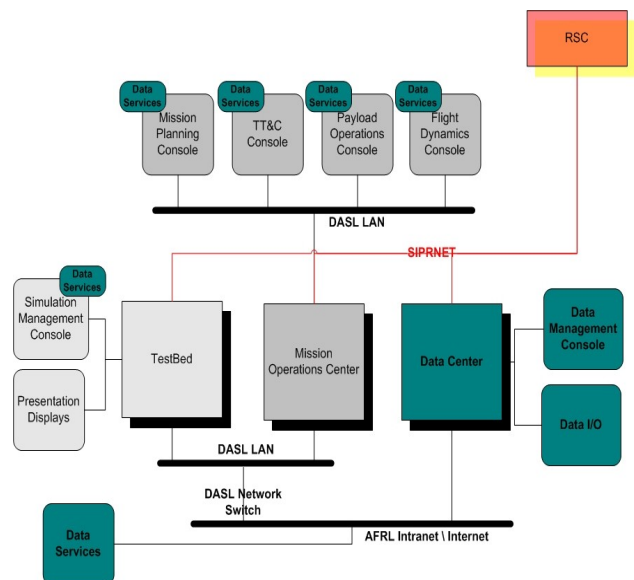 RSC
Data
Services
Mission
Planning
Console
Data
Services
TT&C
Console
Data
Services
Payload
Operations
Console
Data
Services
Flight
Dynamics
Console
DASL LAN
SIPRNET
Data
Services
Simulation
Management
Console
Presentation
Displays
TestBed
Mission
Operations Center
Data Center
Data
Management
Console
Data I/O
DASL LAN
DASL Network
Switch
AFRL Intranet \ Internet
Data
Services